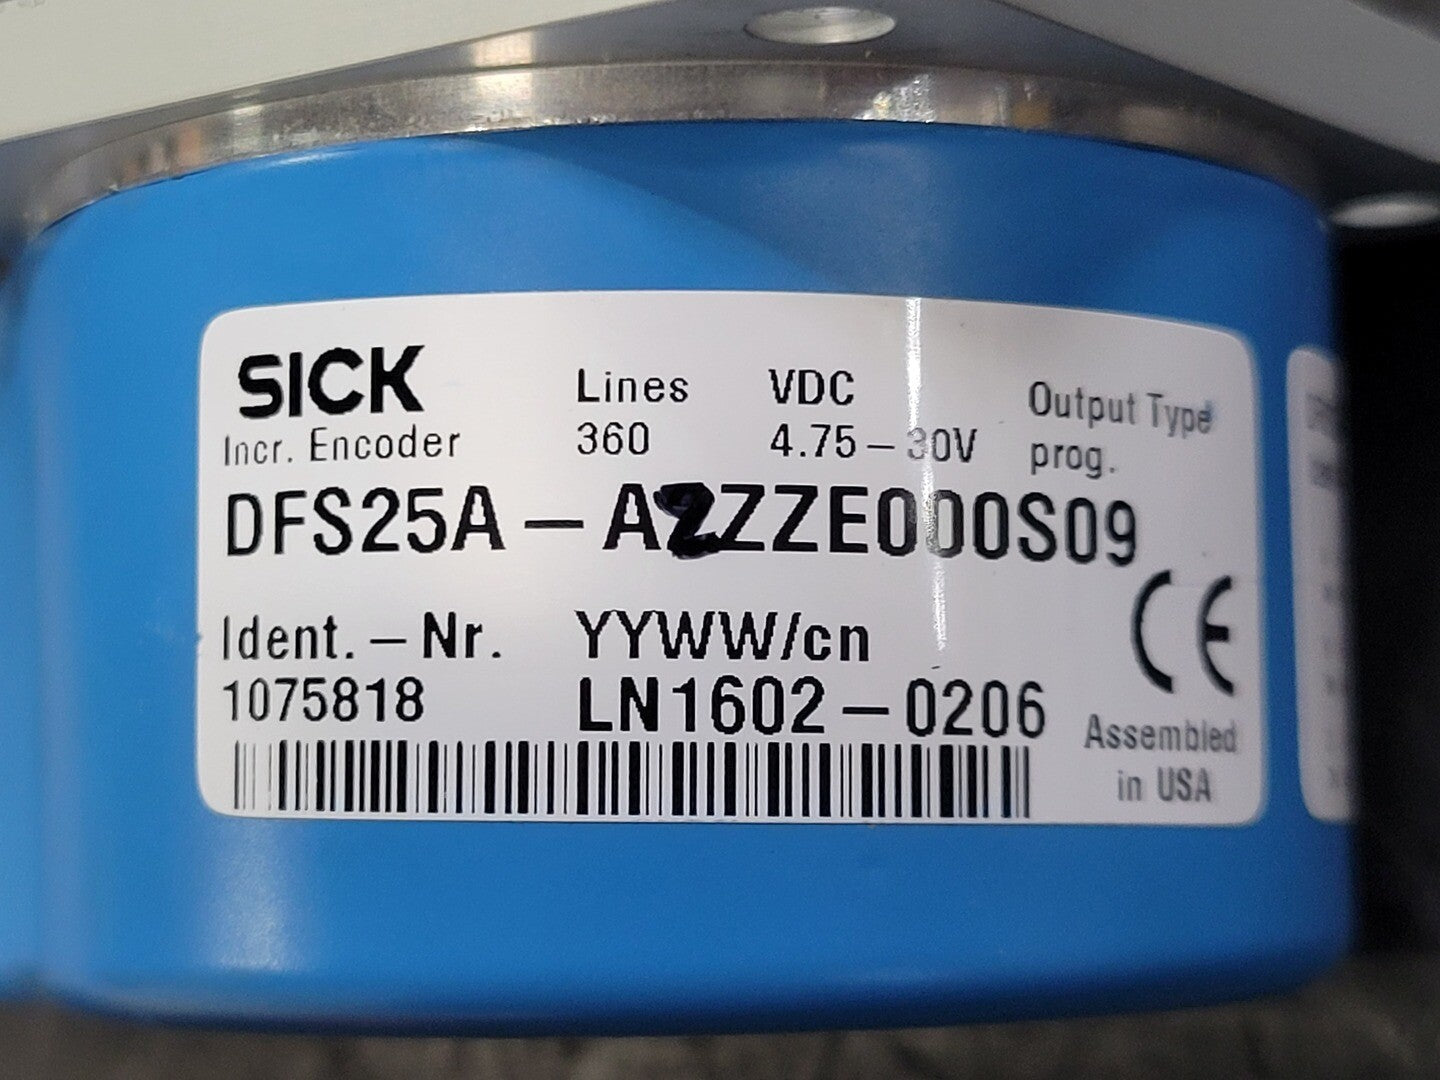 SICK
Incr. Encoder
Lines
360
VDC
4.75-30V
Output Type
prog.
DFS25A-A2ZZE000S09
Ident.-Nr.
1075818
YYWW/cn
LN1602-0206
CE
Assembled
in USA